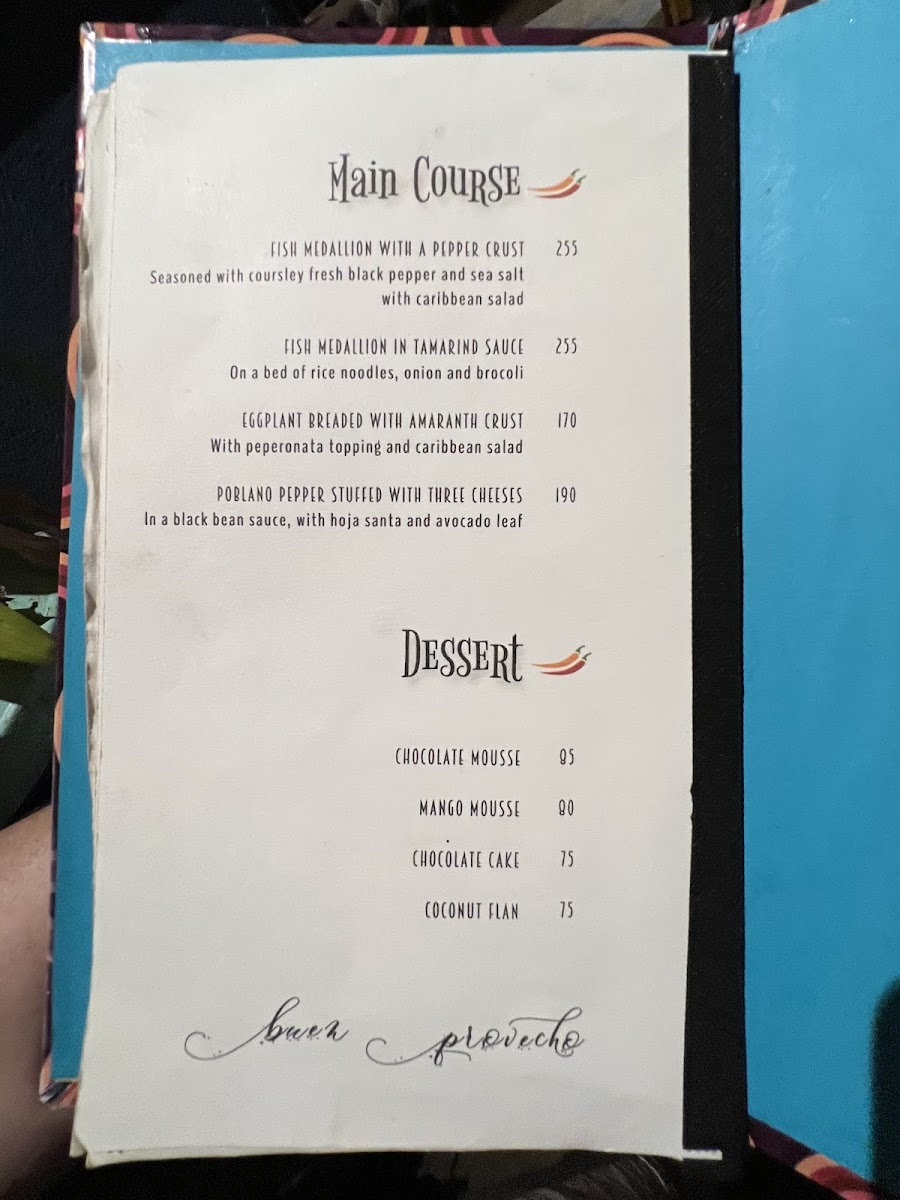 Main Course
FISH MEDALLION WITH A PEPPER CRUST 255
Seasoned with coursley fresh black pepper and sea salt
with caribbean salad
FISH MEDALLION IN TAMARIND SAUCE 255
On a bed of rice noodles, onion and brocoli
EGGPLANT BREADED WITH AMARANTH CRUST 170
With peperonata topping and caribbean salad
POBLANO PEPPER STUFFED WITH THREE CHEESES 190
In a black bean sauce, with hoja santa and avocado leaf
Dessert
CHOCOLATE MOUSSE 85
MANGO MOUSSE 80
CHOCOLATE CAKE 75
COCONUT FLAN 75
buen provecho